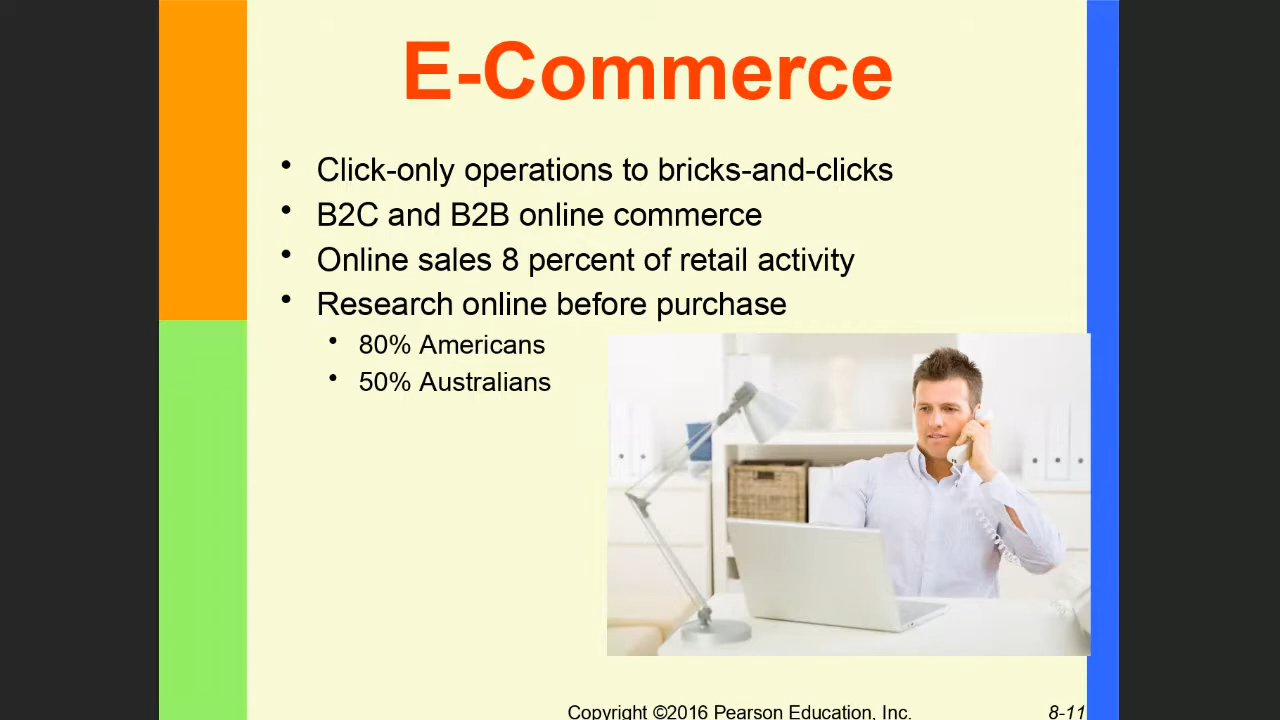 E-Commerce
• Click-only operations to bricks-and-clicks
• B2C and B2B online commerce
• Online sales 8 percent of retail activity
• Research online before purchase
• 80% Americans
• 50% Australians
Copyright ©2016 Pearson Education, Inc.
8-11